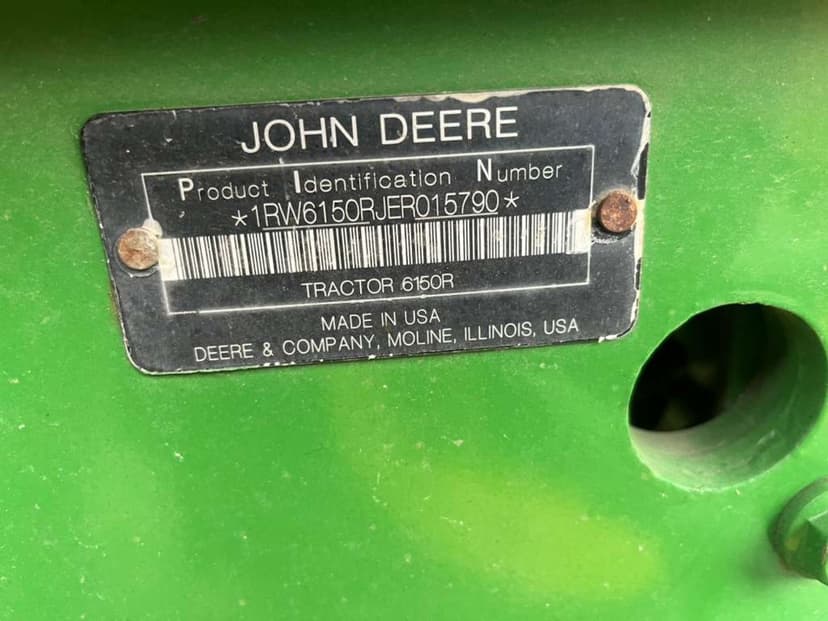 JOHN DEERE
Product Identification Number
*1RW6150RJER015790*
TRACTOR 6150R
MADE IN USA
DEERE & COMPANY, MOLINE, ILLINOIS, USA